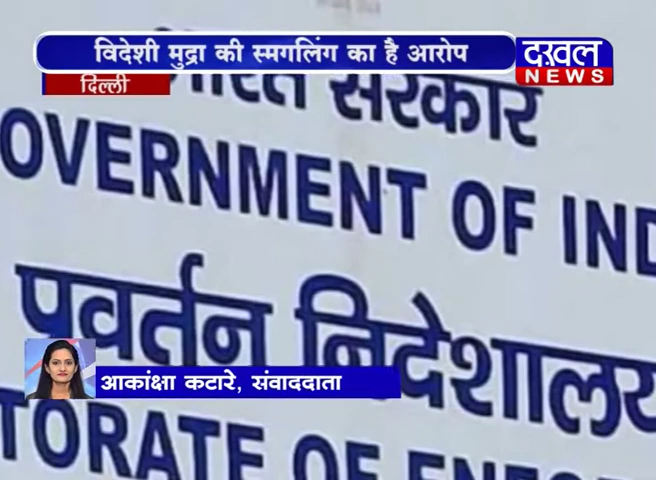 विदेशी मुद्रा की स्मगलिंग का है आरोप
दख़ल
NEWS
दिल्ली
सरकार
OVERNMENT OF IND
प्रवर्तन निदेशालय
आकांक्षा कटारे, संवाददाता
TORATE OF